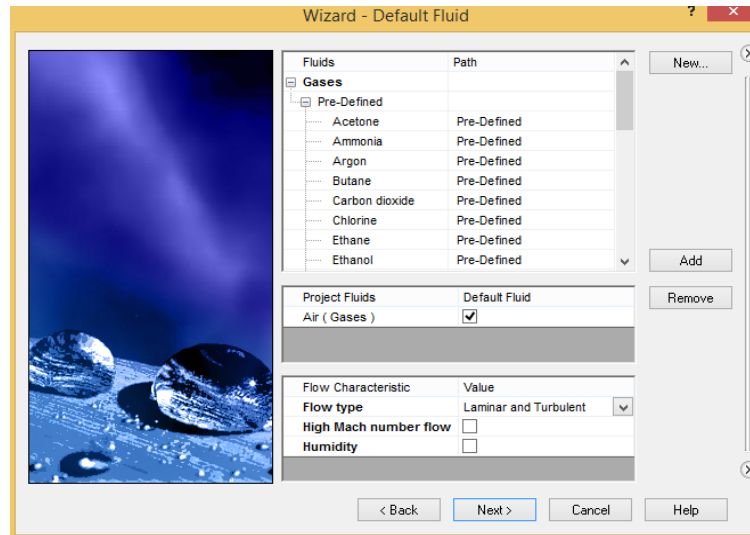 Wizard - Default Fluid
?
Fluids Path
Gases
Pre-Defined
Acetone Pre-Defined
Ammonia Pre-Defined
Argon Pre-Defined
Butane Pre-Defined
Carbon dioxide Pre-Defined
Chlorine Pre-Defined
Ethane Pre-Defined
Ethanol Pre-Defined
New...
Add
Project Fluids Default Fluid
Air ( Gases )
Remove
Flow Characteristic Value
Flow type Laminar and Turbulent
High Mach number flow
Humidity
< Back Next > Cancel Help